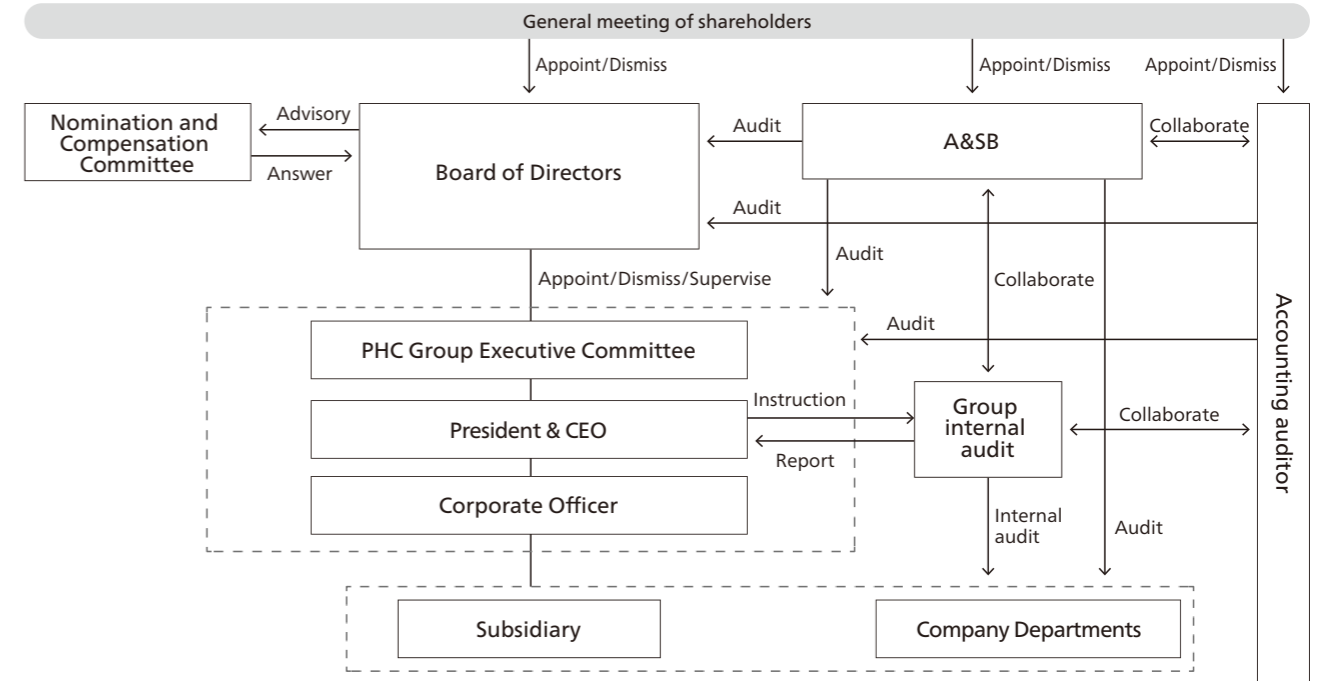 General meeting of shareholders
Appoint/Dismiss
Appoint/Dismiss
Appoint/Dismiss
Nomination and
Compensation
Committee
Advisory
Answer
Board of Directors
Audit
A&SB
Collaborate
Audit
Audit
Appoint/Dismiss/Supervise
Collaborate
Audit
PHC Group Executive Committee
President & CEO
Instruction
Report
Group
internal
audit
Collaborate
Accounting auditor
Corporate Officer
Internal
audit
Audit
Subsidiary
Company Departments